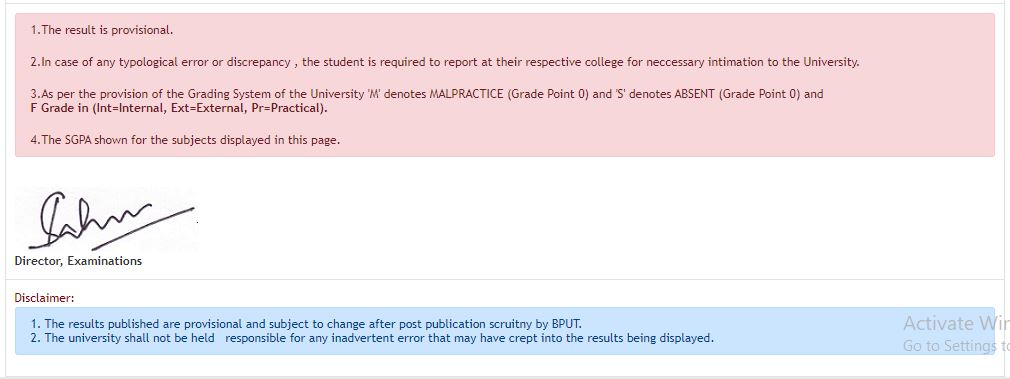 1.The result is provisional.
2.In case of any typological error or discrepancy , the student is required to report at their respective college for neccessary intimation to the University.
3.As per the provision of the Grading System of the University 'M' denotes MALPRACTICE (Grade Point 0) and 'S' denotes ABSENT (Grade Point 0) and
F Grade in (Int=Internal, Ext=External, Pr=Practical).
4.The SGPA shown for the subjects displayed in this page.
Director, Examinations
Disclaimer:
1. The results published are provisional and subject to change after post publication scruitny by BPUT.
2. The university shall not be held responsible for any inadvertent error that may have crept into the results being displayed.
Activate Wir
Go to Settings to